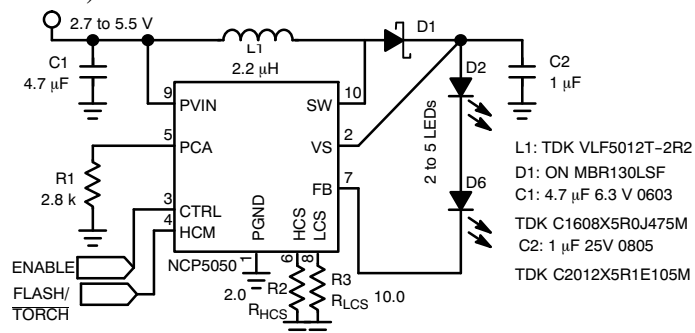 2.7 to 5.5 V
L1
2.2 μH
D1
C1
4.7 μF
C2
1 μF
D2
2 to 5 LEDs
D6
9
PVIN
SW
10
5
PCA
VS
2
FB
7
R1
2.8 k
3
CTRL
4
HCM
PGND
HCS
LCS
1
6
8
NCP5050
ENABLE
FLASH/
TORCH
2.0
R2
RHCS
R3
RLCS
10.0
L1: TDK VLF5012T-2R2
D1: ON MBR130LSF
C1: 4.7 μF 6.3 V 0603
TDK C1608X5R0J475M
C2: 1 μF 25V 0805
TDK C2012X5R1E105M